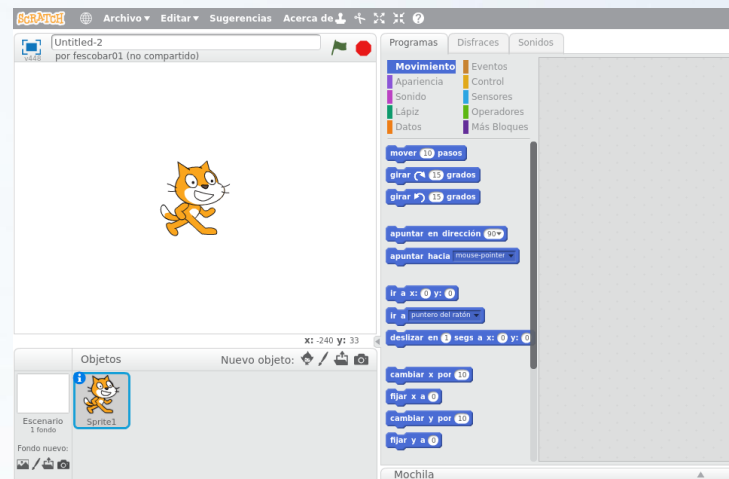 SCRATCH Archivo Editar Sugerencias Acerca de
Untitled-2
por fescobar01 (no compartido)
v448
Programas Disfraces Sonidos
Movimiento Eventos
Apariencia Control
Sonido Sensores
Lápiz Operadores
Datos Más Bloques
mover 10 pasos
girar 15 grados
girar 15 grados
apuntar en dirección 90
apuntar hacia mouse-pointer
ir a x: 0 y: 0
ir a puntero del ratón
deslizar en 1 segs a x: 0 y: 0
cambiar x por 10
fijar x a 0
cambiar y por 10
fijar y a 0
x: -240 y: 33
Objetos Nuevo objeto:
Escenario
1 fondo
Sprite1
Fondo nuevo:
Mochila